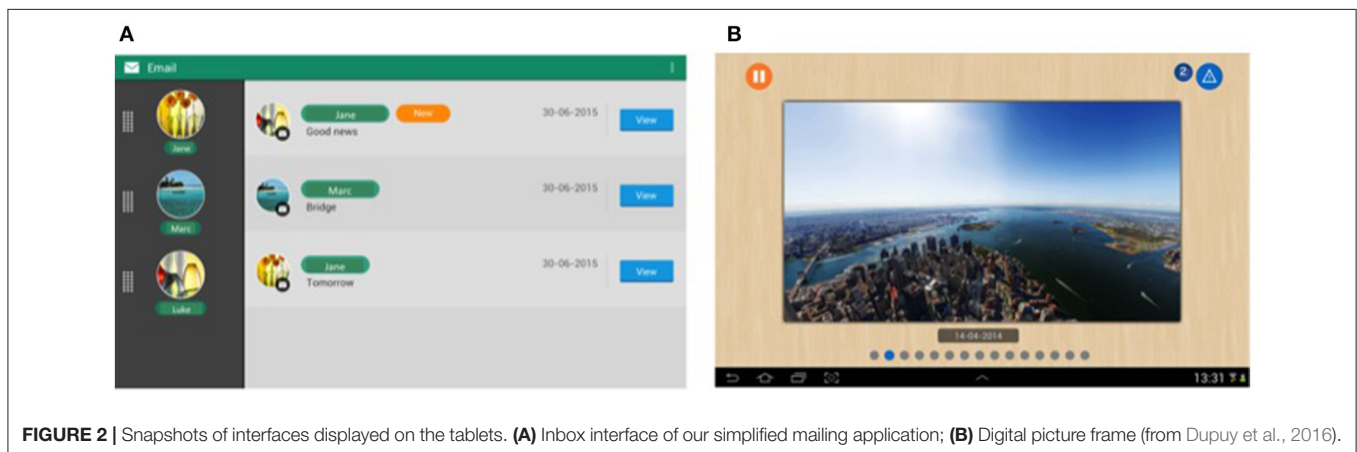 A
Email
Jane
Marc
Luke
Jane New
Good news
30-06-2015
View
Marc
Bridge
30-06-2015
View
Jane
Tomorrow
30-06-2015
View
B
2
14-04-2014
13:31
FIGURE 2 | Snapshots of interfaces displayed on the tablets. (A) Inbox interface of our simplified mailing application; (B) Digital picture frame (from Dupuy et al., 2016).